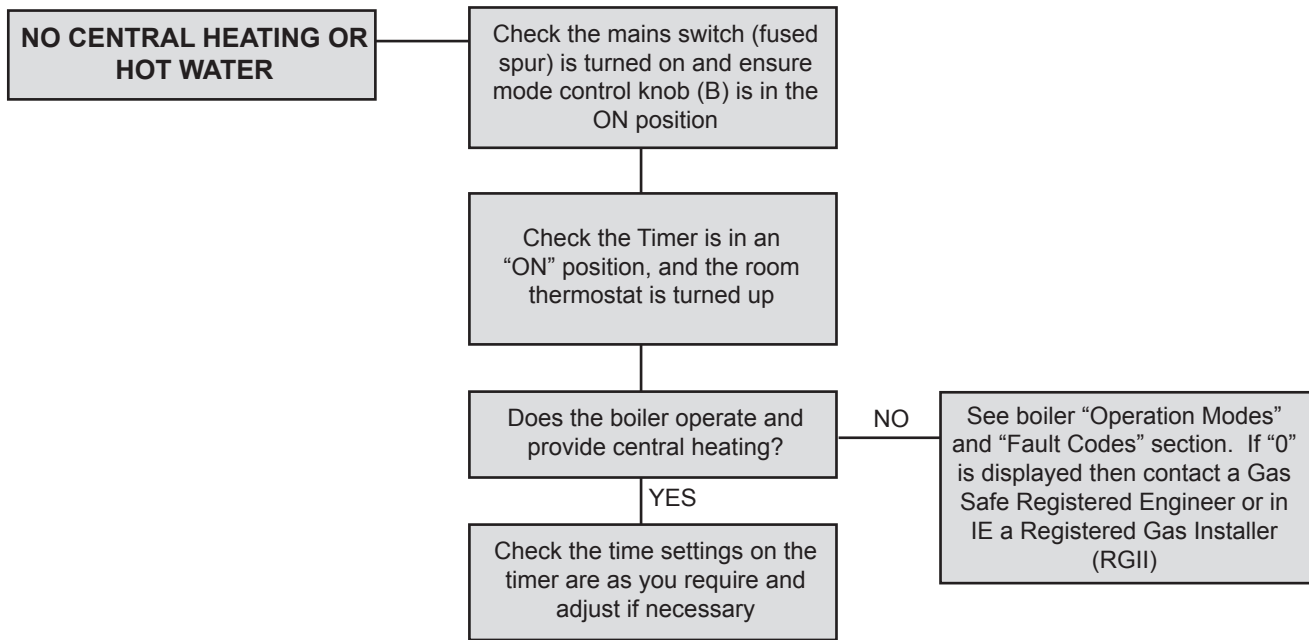 NO CENTRAL HEATING OR
HOT WATER
Check the mains switch (fused
spur) is turned on and ensure
mode control knob (B) is in the
ON position
Check the Timer is in an
“ON” position, and the room
thermostat is turned up
Does the boiler operate and
provide central heating?
NO
See boiler “Operation Modes”
and “Fault Codes” section.  If “0”
is displayed then contact a Gas
Safe Registered Engineer or in
IE a Registered Gas Installer
(RGII)
YES
Check the time settings on the
timer are as you require and
adjust if necessary